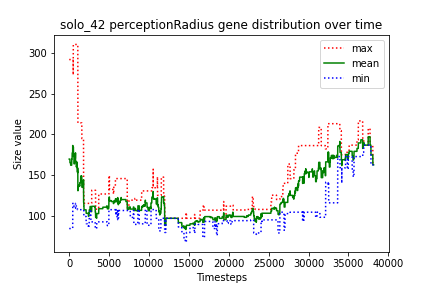 solo_42 perceptionRadius gene distribution over time
max
mean
min
Size value
300
250
200
150
100
0
5000
10000
15000
20000
25000
30000
35000
40000
Timesteps